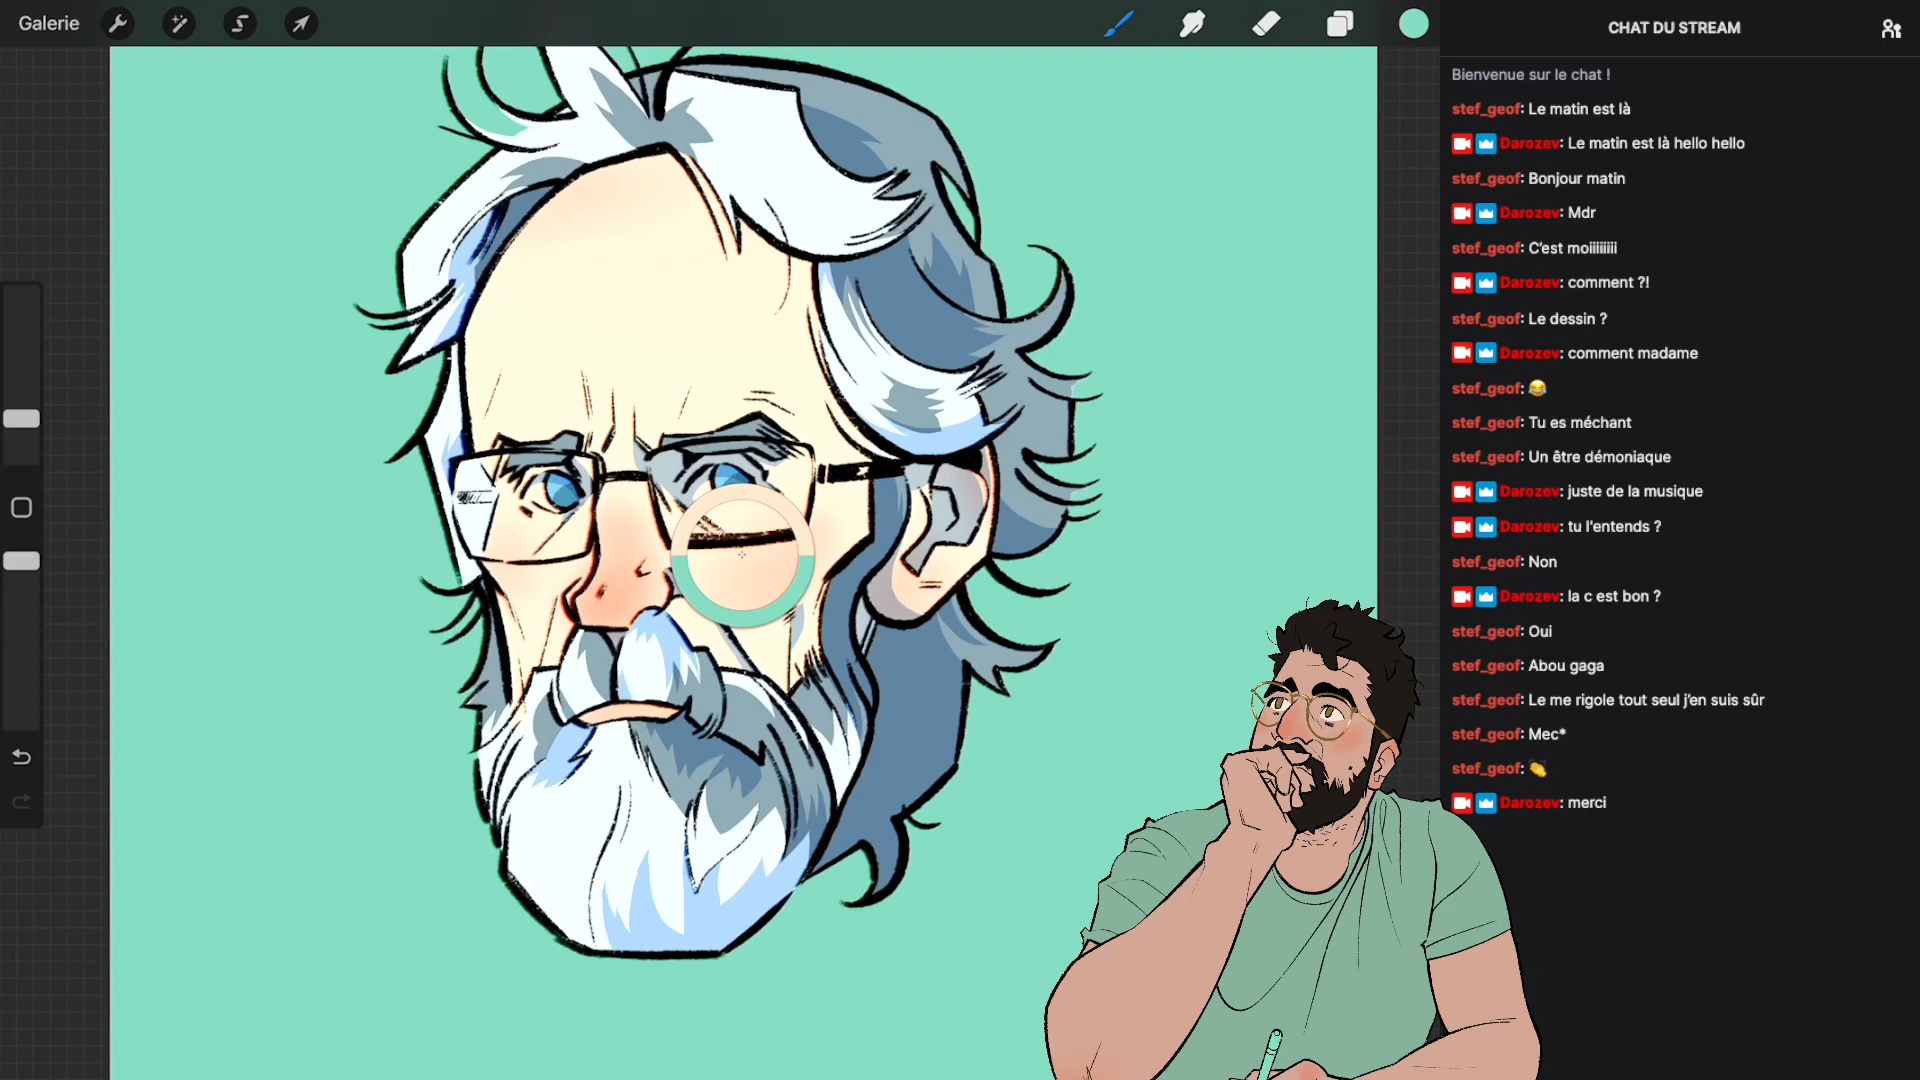 Galerie
CHAT DU STREAM
Bienvenue sur le chat !
stef_geof: Le matin est là
Darozev: Le matin est là hello hello
stef_geof: Bonjour matin
Darozev: Mdr
stef_geof: C'est moiiiiiiiii
Darozev: comment ?!
stef_geof: Le dessin ?
Darozev: comment madame
stef_geof: 😂
stef_geof: Tu es méchant
stef_geof: Un être démoniaque
Darozev: juste de la musique
Darozev: tu l'entends ?
stef_geof: Non
Darozev: la c est bon ?
stef_geof: Oui
stef_geof: Abou gaga
stef_geof: Le me rigole tout seul j'en suis sûr
stef_geof: Mec*
stef_geof: 👏
Darozev: merci